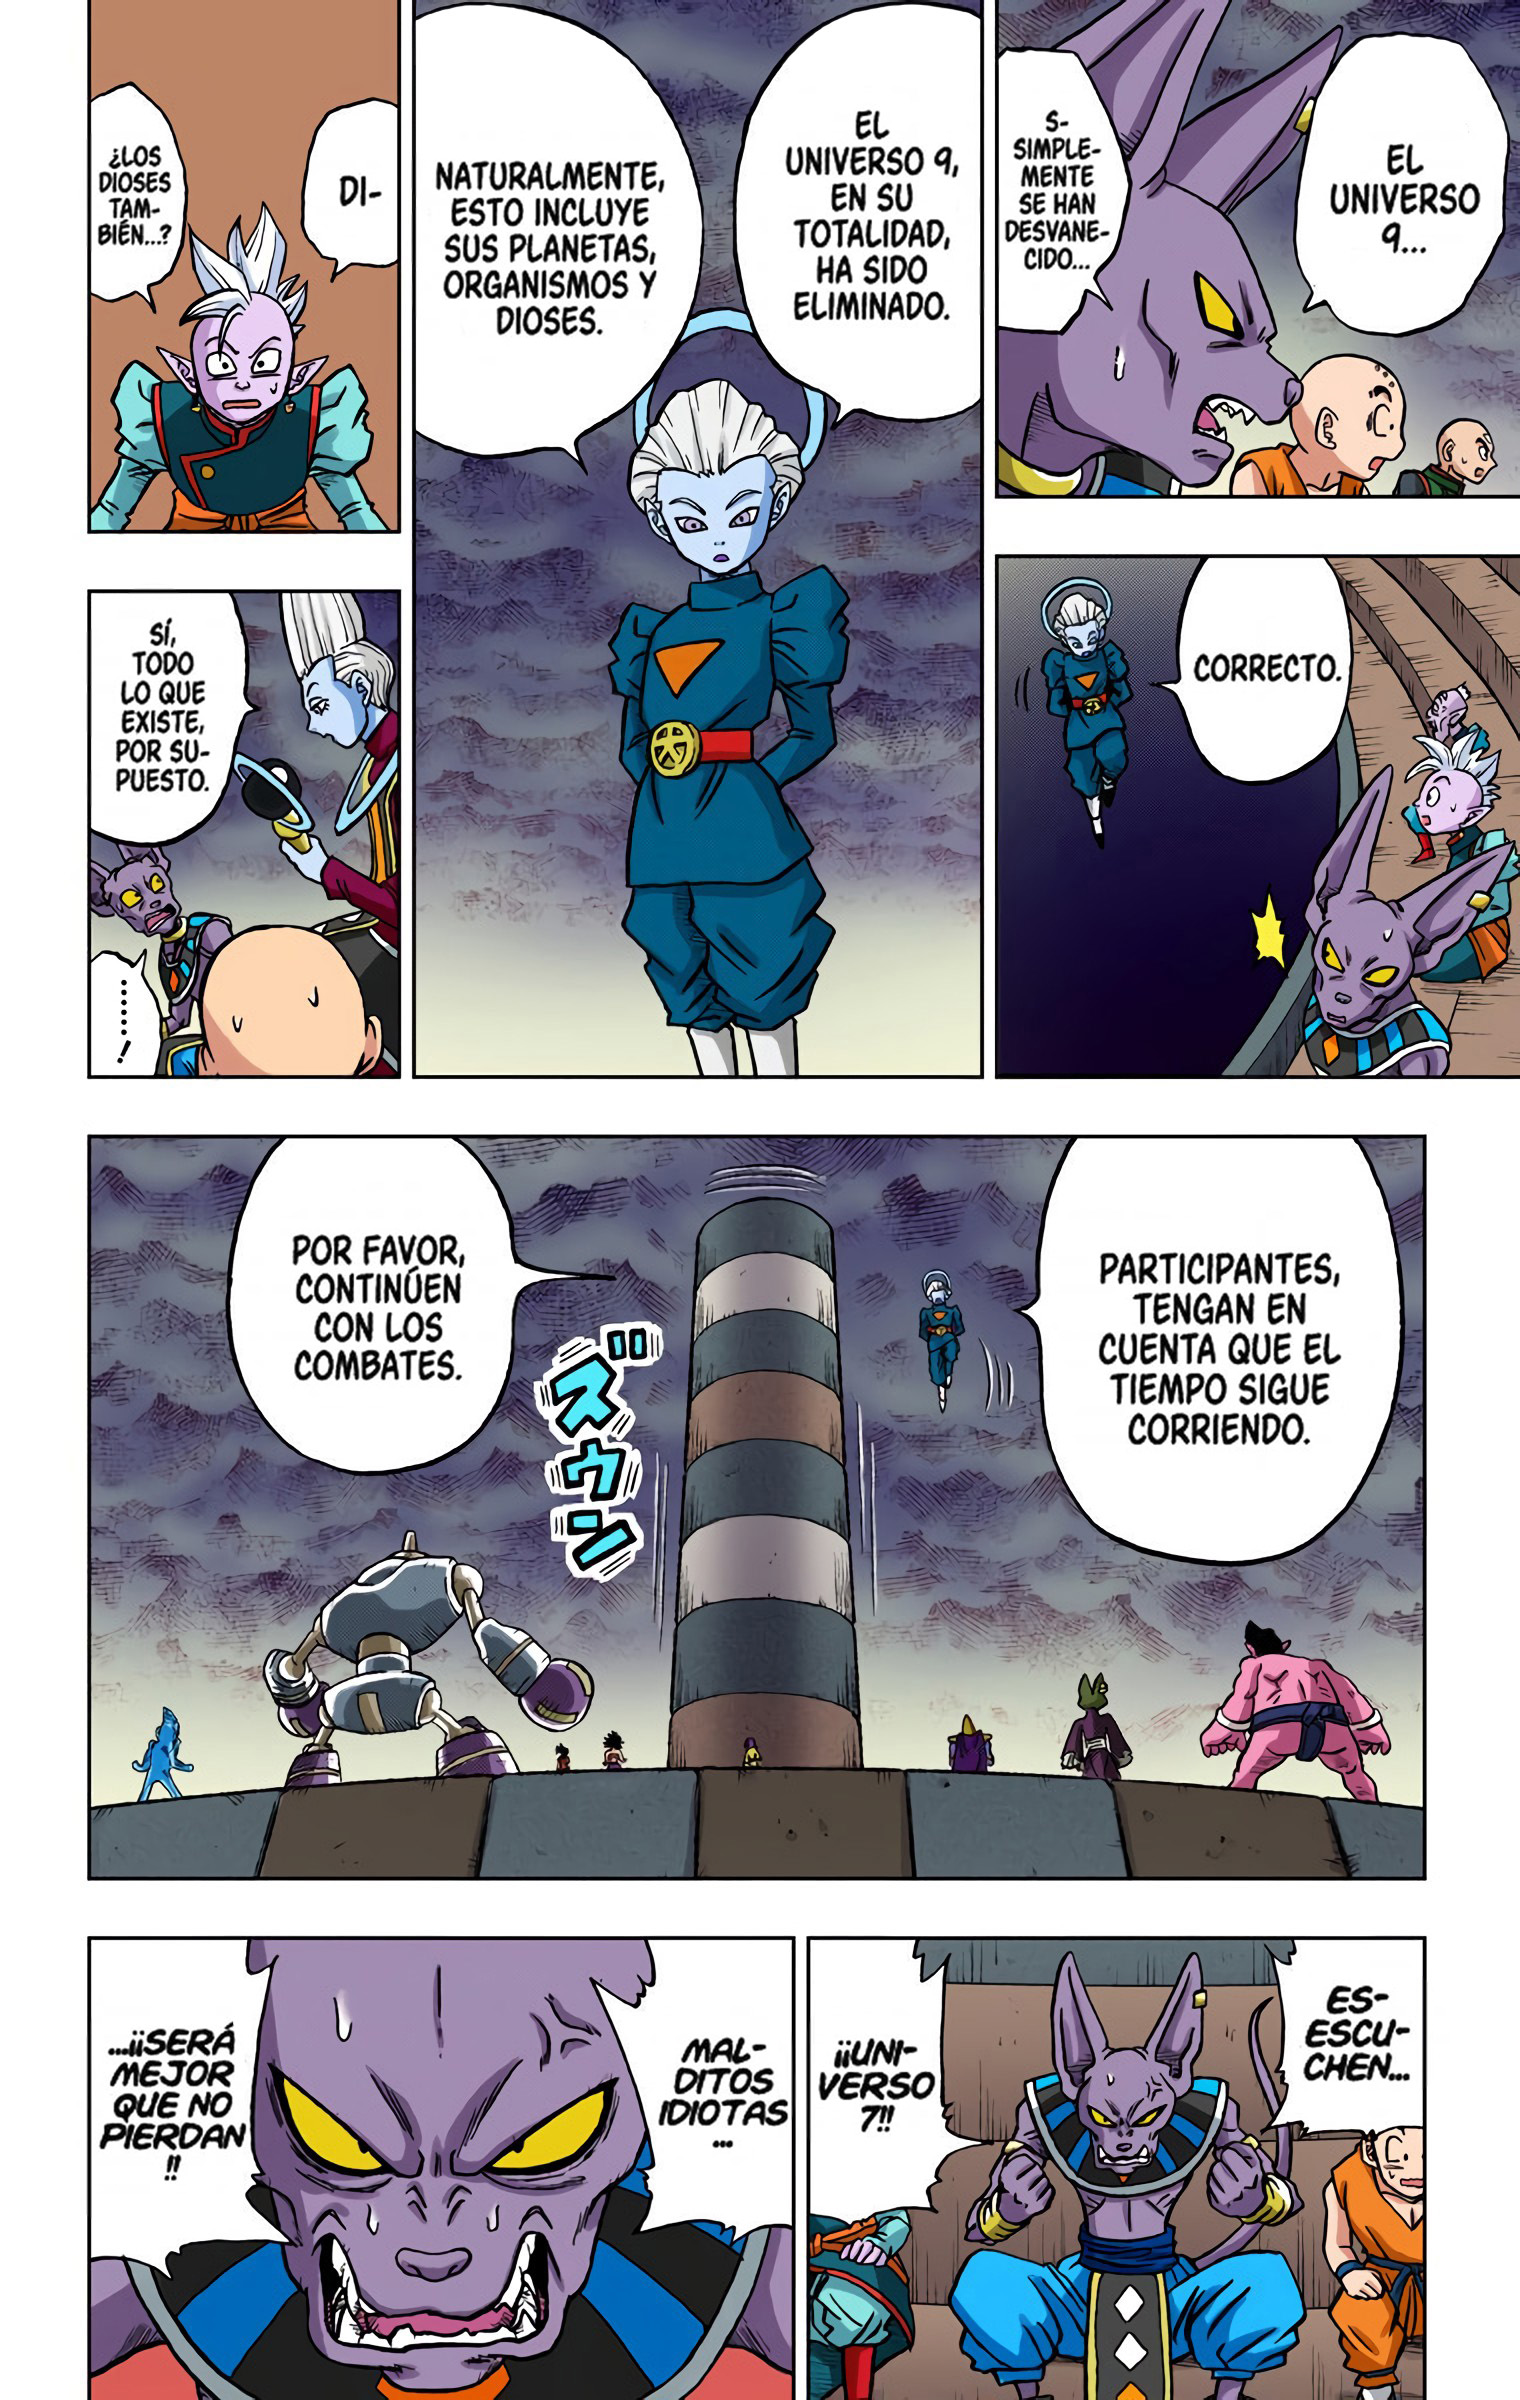 EL
UNIVERSO
9...
S-
SIMPLE-
MENTE
SE HAN
DESVANE-
CIDO...
CORRECTO.
EL
UNIVERSO 9,
EN SU
TOTALIDAD,
HA SIDO
ELIMINADO.
NATURALMENTE,
ESTO INCLUYE
SUS PLANETAS,
ORGANISMOS Y
DIOSES.
DI-
¿LOS
DIOSES
TAM-
BIÉN...?
SÍ,
TODO
LO QUE
EXISTE,
POR SU-
PUESTO.
......!
PARTICIPANTES,
TENGAN EN
CUENTA QUE EL
TIEMPO SIGUE
CORRIENDO.
POR FAVOR,
CONTINÚEN
CON LOS
COMBATES.
ズウン
ES-
ESCU-
CHEN...
¡¡UNI-
VERSO
7!!
MAL-
DITOS
IDIOTAS
...
...¡¡SERÁ
MEJOR
QUE NO
PIERDAN
!!